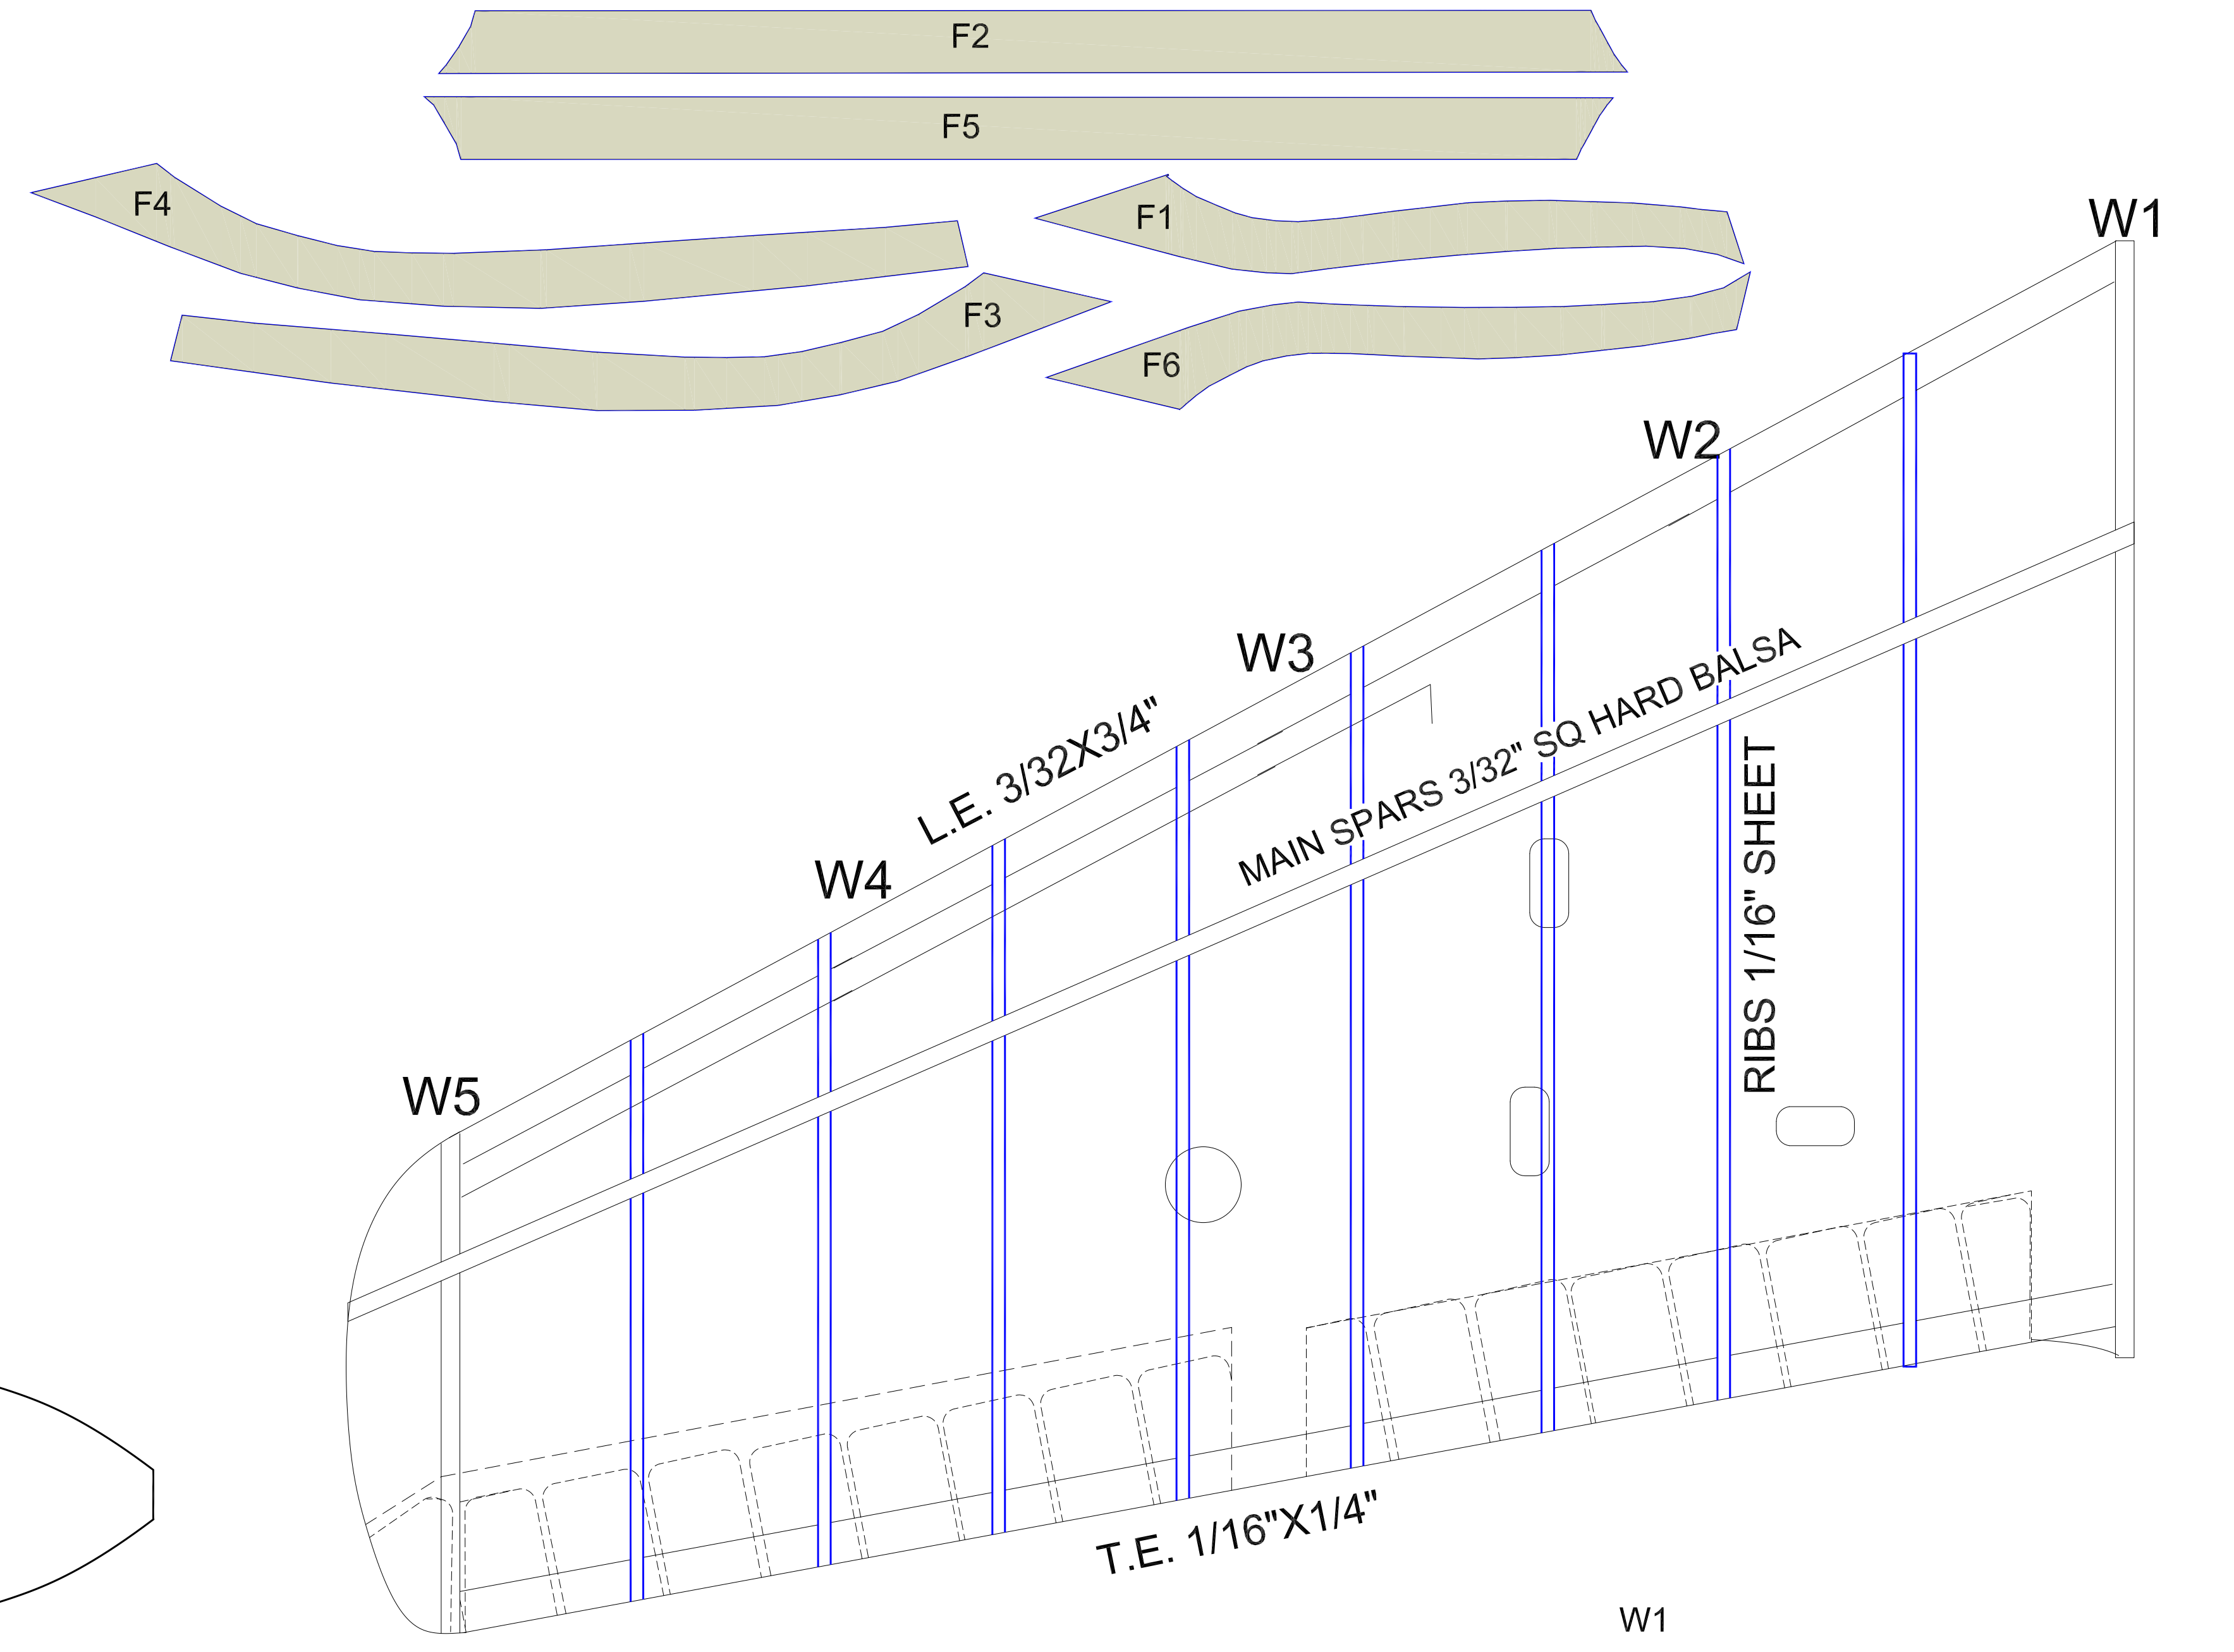 F2
F5
F4
F1
F3
F6
W1
W2
W3
MAIN SPARS 3/32" SQ HARD BALSA
L.E. 3/32X3/4"
RIBS 1/16" SHEET
W4
W5
T.E. 1/16"X1/4"
W1